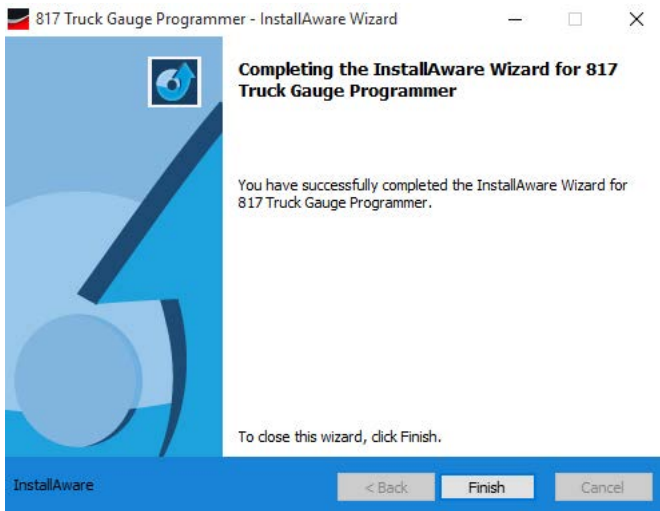 817 Truck Gauge Programmer - InstallAware Wizard
Completing the InstallAware Wizard for 817
Truck Gauge Programmer
You have successfully completed the InstallAware Wizard for
817 Truck Gauge Programmer.
To close this wizard, click Finish.
InstallAware
< Back Finish Cancel